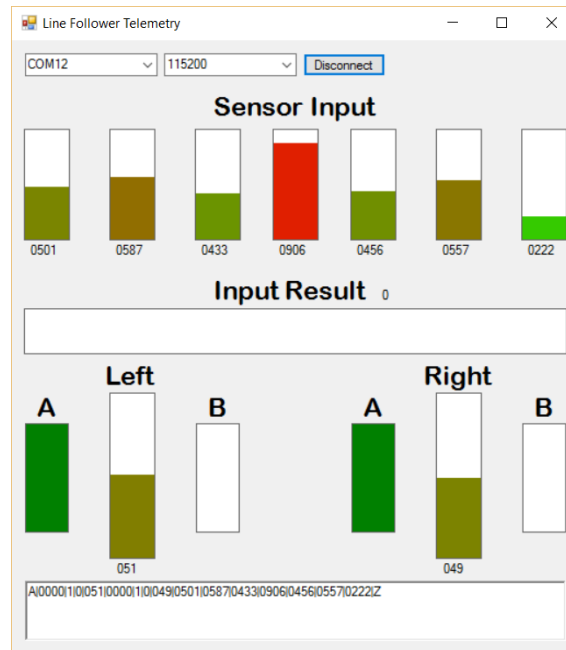 Line Follower Telemetry
COM12 115200 Disconnect
Sensor Input
0501 0587 0433 0906 0456 0557 0222
Input Result 0
Left Right
A B A B
051 049
A|0000|1|0|051|0000|1|0|049|0501|0587|0433|0906|0456|0557|0222|Z